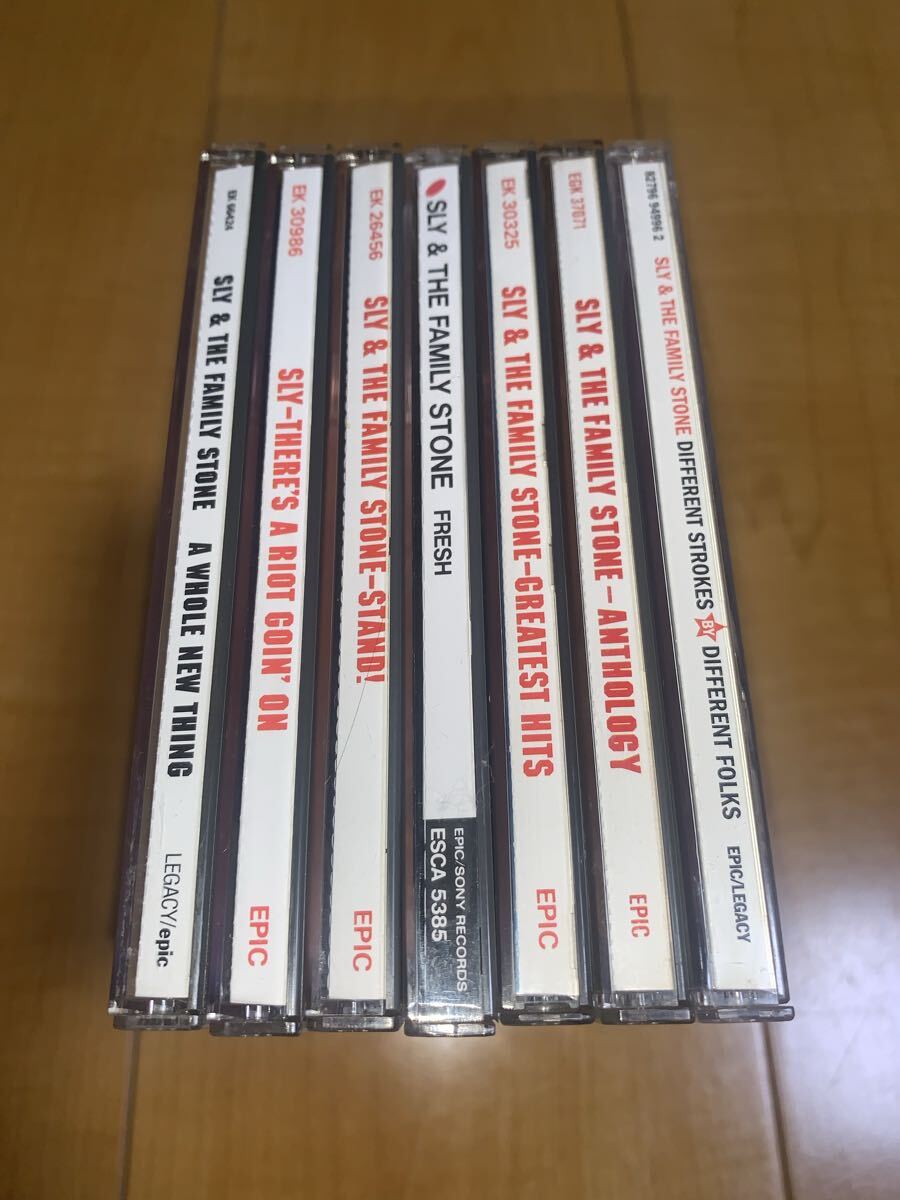 EK 66424 SLY & THE FAMILY STONE A WHOLE NEW THING LEGACY/epic
EK 30986 SLY–THERE'S A RIOT GOIN' ON EPIC
EK 26456 SLY & THE FAMILY STONE–STAND! EPIC
SLY & THE FAMILY STONE FRESH
EPIC/SONY RECORDS
ESCA 5385
EK 30325 SLY & THE FAMILY STONE–GREATEST HITS EPIC
EGK 37071 SLY & THE FAMILY STONE – ANTHOLOGY EPIC
82796 94996 2 SLY & THE FAMILY STONE DIFFERENT STROKES BY DIFFERENT FOLKS EPIC/LEGACY